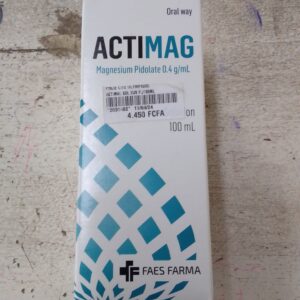 Oral way
ACTIMAG
Magnesium Pidolate 0.4 g/mL
4.450 FCFA
on
100 mL
FAES FARMA